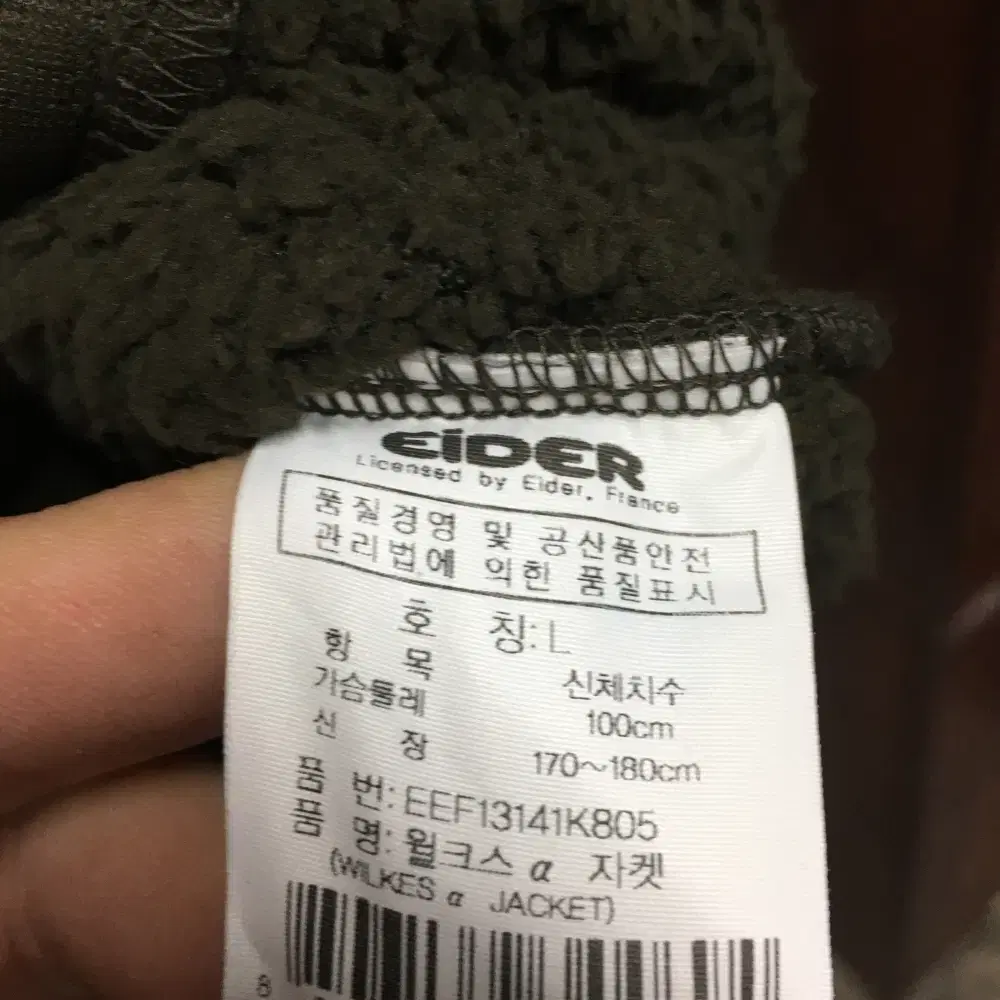 EiDER
Licensed by Eider, France
품질경영 및 공산품안전
관리법에 의한 품질표시
호 칭: L
항 목 신체치수
가슴둘레 100cm
신 장 170~180cm
품 번: EEF13141K805
품 명: 윌크스 α 자켓
(WILKES α JACKET)
8